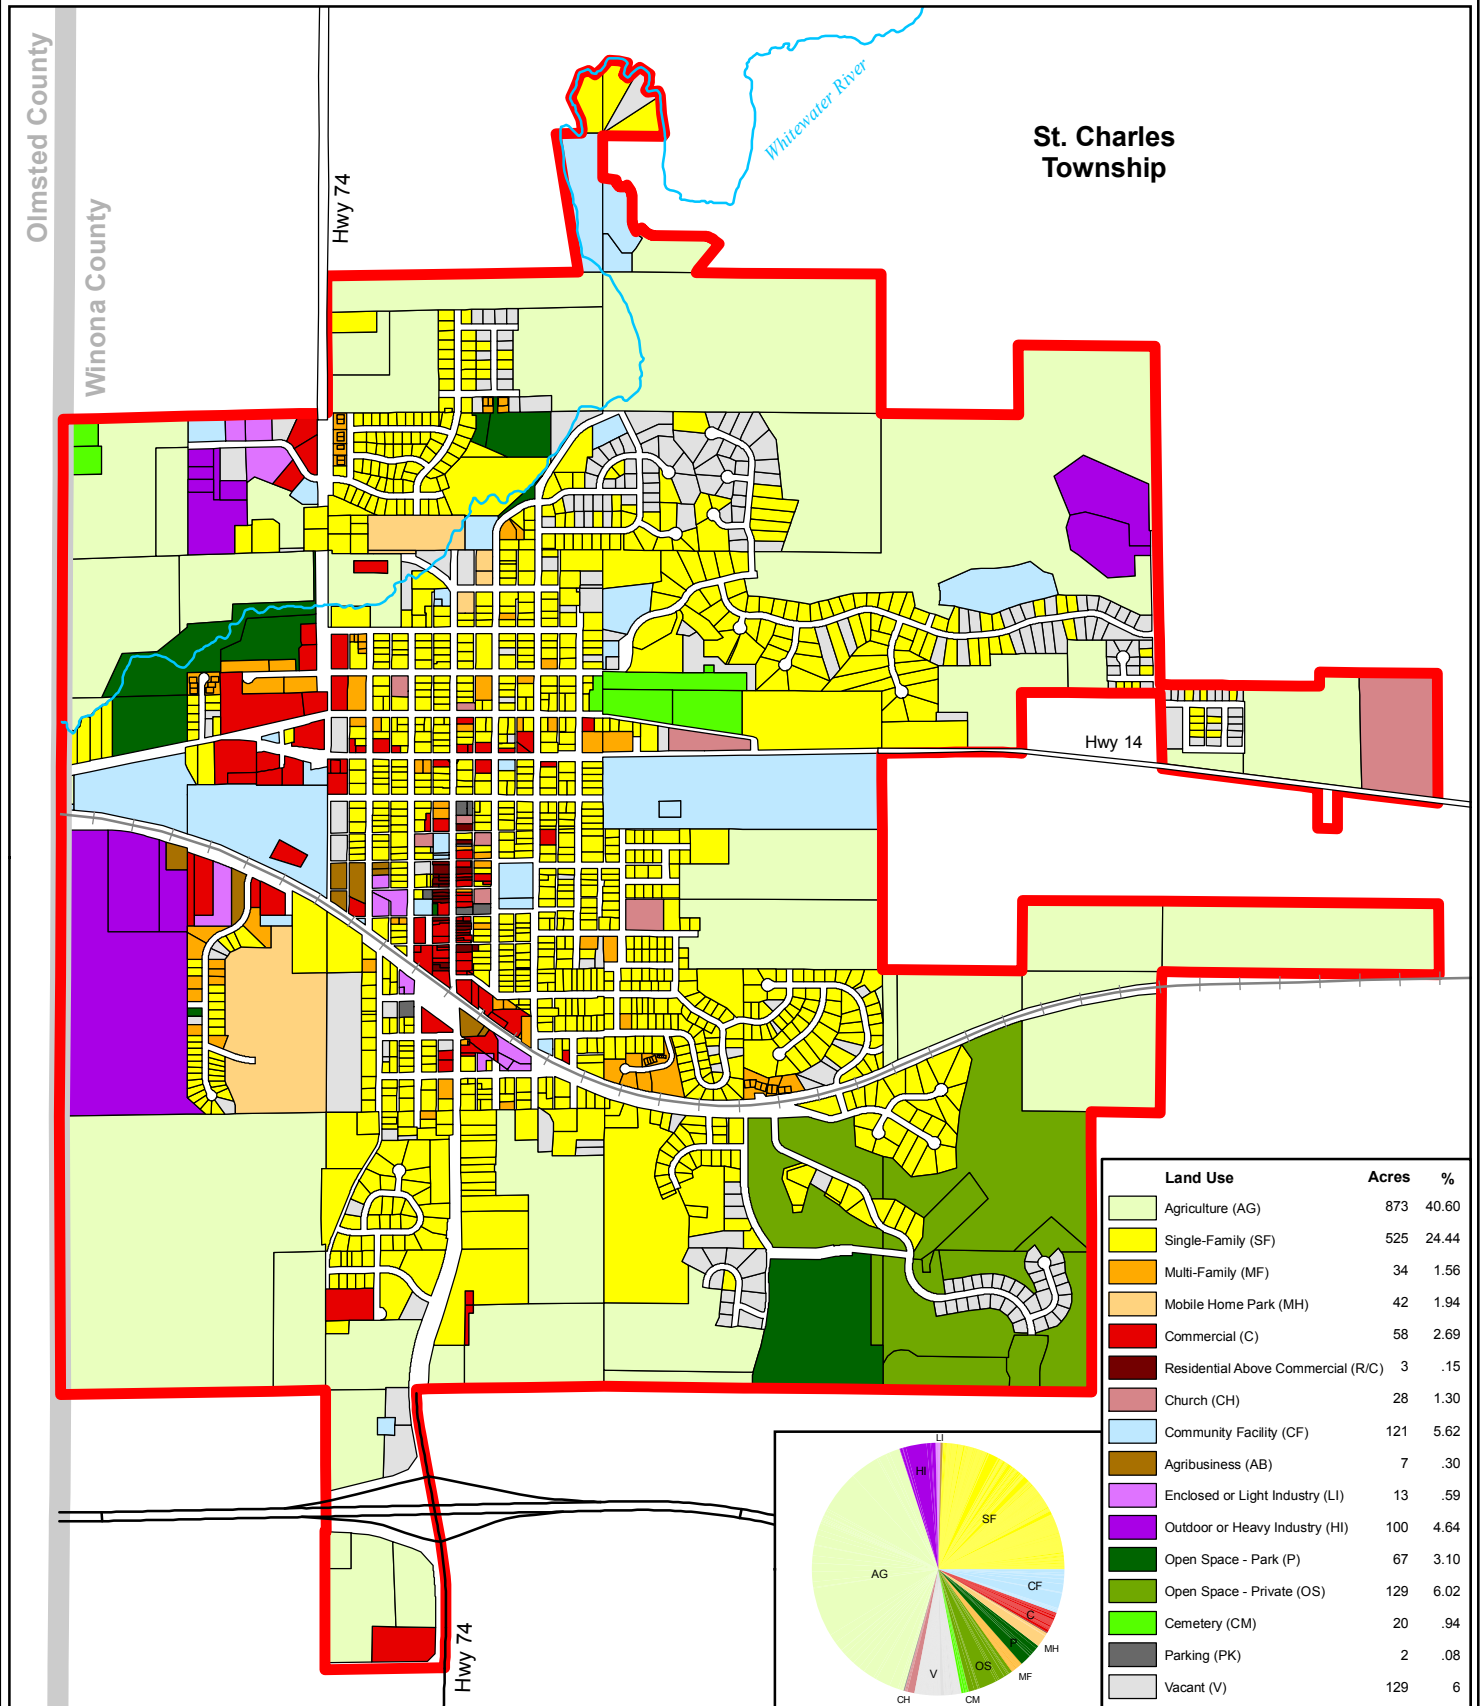 Olmsted County
Winona County
Hwy 74
Whitewater River
St. Charles
Township
Hwy 14
Hwy 74
Land Use Acres %
Agriculture (AG) 873 40.60
Single-Family (SF) 525 24.44
Multi-Family (MF) 34 1.56
Mobile Home Park (MH) 42 1.94
Commercial (C) 58 2.69
Residential Above Commercial (R/C) 3 .15
Church (CH) 28 1.30
Community Facility (CF) 121 5.62
Agribusiness (AB) 7 .30
Enclosed or Light Industry (LI) 13 .59
Outdoor or Heavy Industry (HI) 100 4.64
Open Space - Park (P) 67 3.10
Open Space - Private (OS) 129 6.02
Cemetery (CM) 20 .94
Parking (PK) 2 .08
Vacant (V) 129 6
LI
HI
SF
AG
CF
C
MH
P
MF
OS
CM
V
CH